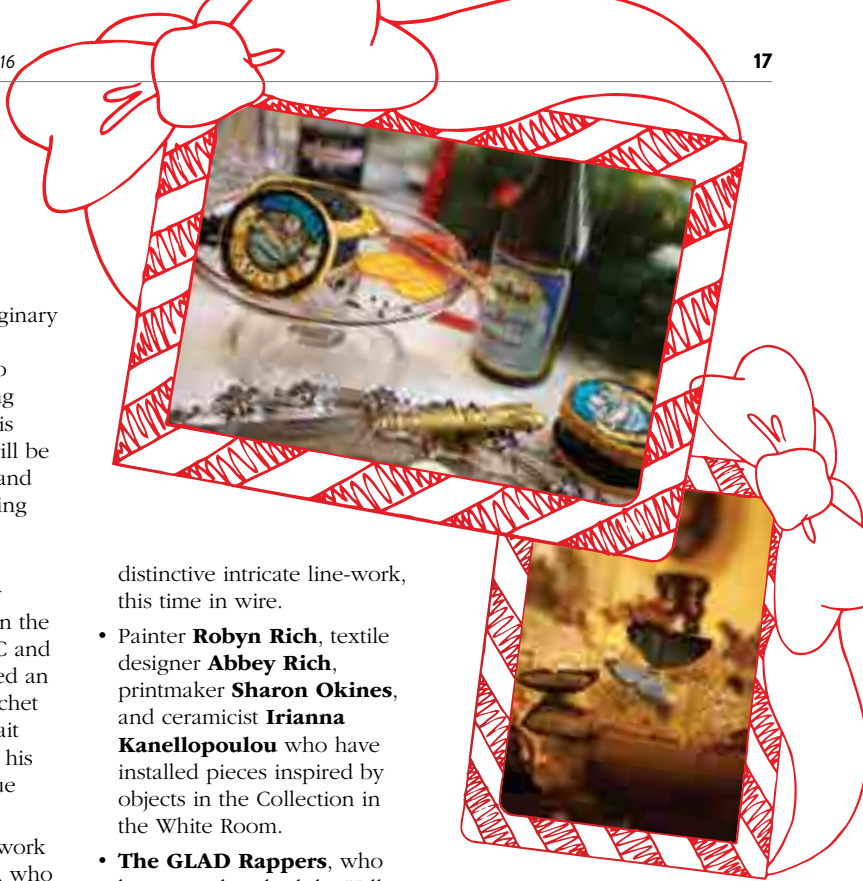 16
17
ginary
o
ng
is
ill be
and
ing
n the
C and
ed an
chet
ait
his
ue
work
, who
distinctive intricate line-work,
this time in wire.
• Painter Robyn Rich, textile
designer Abbey Rich,
printmaker Sharon Okines,
and ceramicist Irianna
Kanellopoulou who have
installed pieces inspired by
objects in the Collection in
the White Room.
• The GLAD Rappers, who